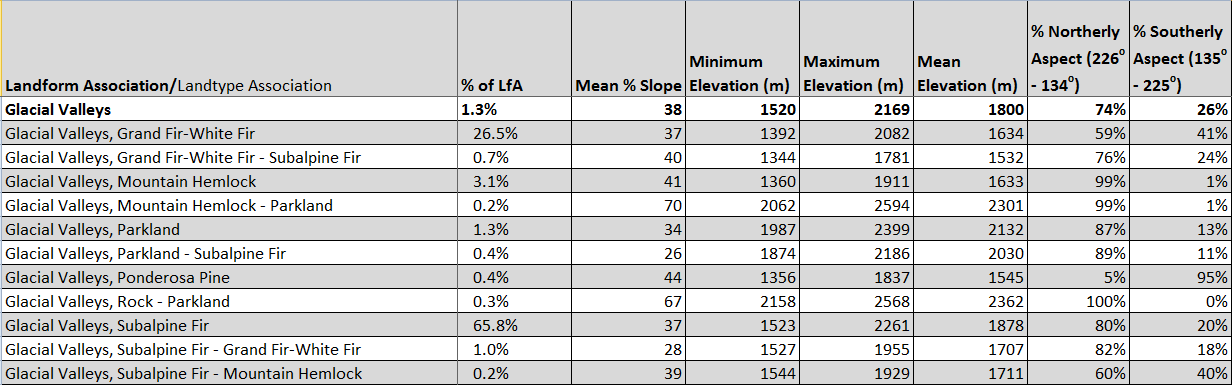 Landform Association/Landtype Association | % of LfA | Mean % Slope | Minimum Elevation (m) | Maximum Elevation (m) | Mean Elevation (m) | % Northerly Aspect (226° - 134°) | % Southerly Aspect (135° - 225°)
Glacial Valleys | 1.3% | 38 | 1520 | 2169 | 1800 | 74% | 26%
Glacial Valleys, Grand Fir-White Fir | 26.5% | 37 | 1392 | 2082 | 1634 | 59% | 41%
Glacial Valleys, Grand Fir-White Fir - Subalpine Fir | 0.7% | 40 | 1344 | 1781 | 1532 | 76% | 24%
Glacial Valleys, Mountain Hemlock | 3.1% | 41 | 1360 | 1911 | 1633 | 99% | 1%
Glacial Valleys, Mountain Hemlock - Parkland | 0.2% | 70 | 2062 | 2594 | 2301 | 99% | 1%
Glacial Valleys, Parkland | 1.3% | 34 | 1987 | 2399 | 2132 | 87% | 13%
Glacial Valleys, Parkland - Subalpine Fir | 0.4% | 26 | 1874 | 2186 | 2030 | 89% | 11%
Glacial Valleys, Ponderosa Pine | 0.4% | 44 | 1356 | 1837 | 1545 | 5% | 95%
Glacial Valleys, Rock - Parkland | 0.3% | 67 | 2158 | 2568 | 2362 | 100% | 0%
Glacial Valleys, Subalpine Fir | 65.8% | 37 | 1523 | 2261 | 1878 | 80% | 20%
Glacial Valleys, Subalpine Fir - Grand Fir-White Fir | 1.0% | 28 | 1527 | 1955 | 1707 | 82% | 18%
Glacial Valleys, Subalpine Fir - Mountain Hemlock | 0.2% | 39 | 1544 | 1929 | 1711 | 60% | 40%